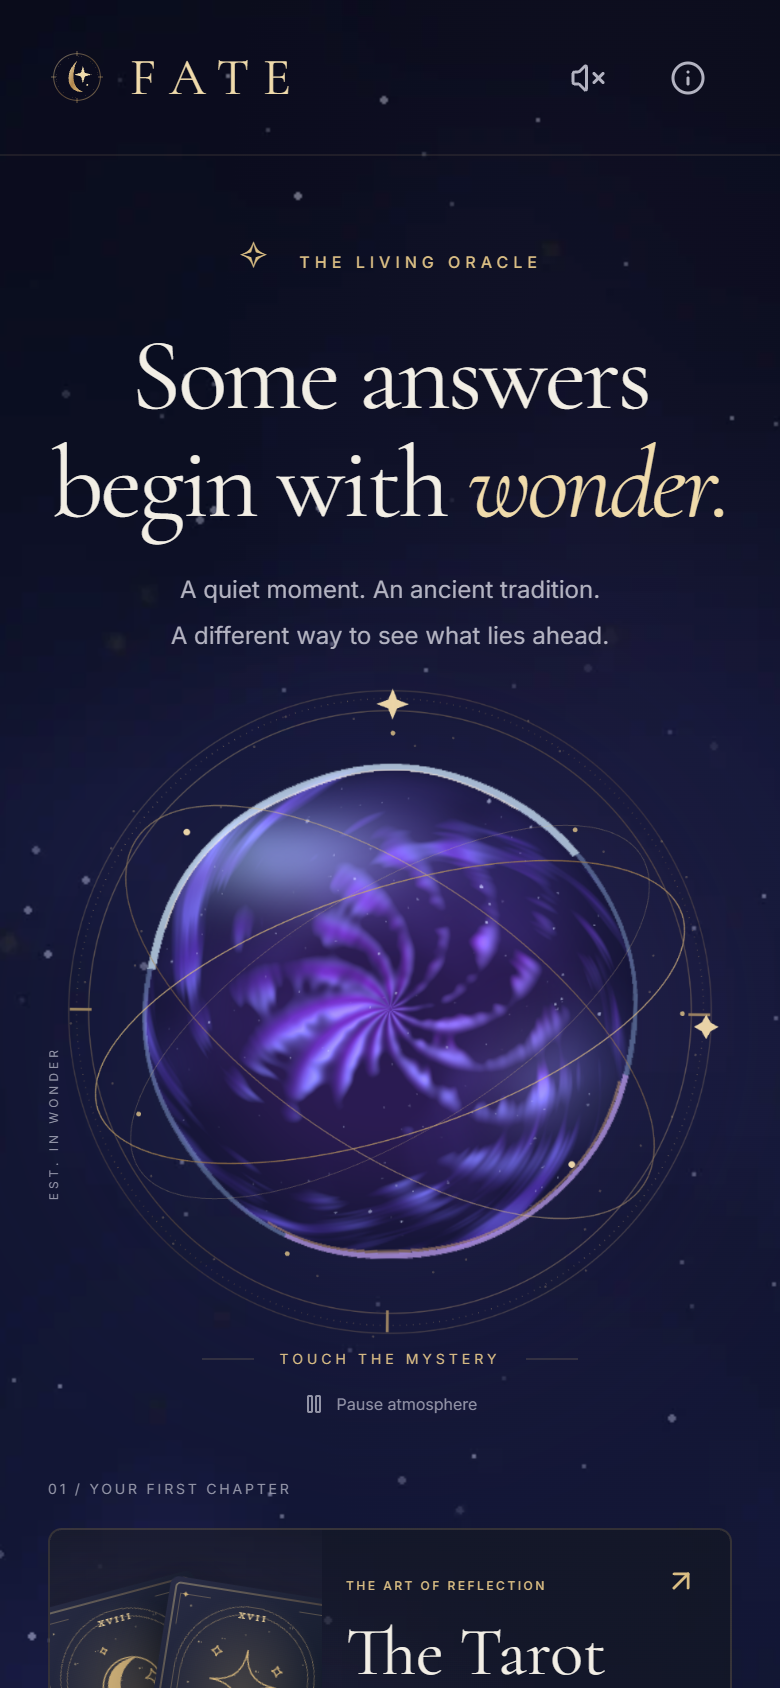 FATE
THE LIVING ORACLE
Some answers
begin with wonder.
A quiet moment. An ancient tradition.
A different way to see what lies ahead.
EST. IN WONDER
TOUCH THE MYSTERY
Pause atmosphere
01 / YOUR FIRST CHAPTER
THE ART OF REFLECTION
XVIII
XVII
The Tarot